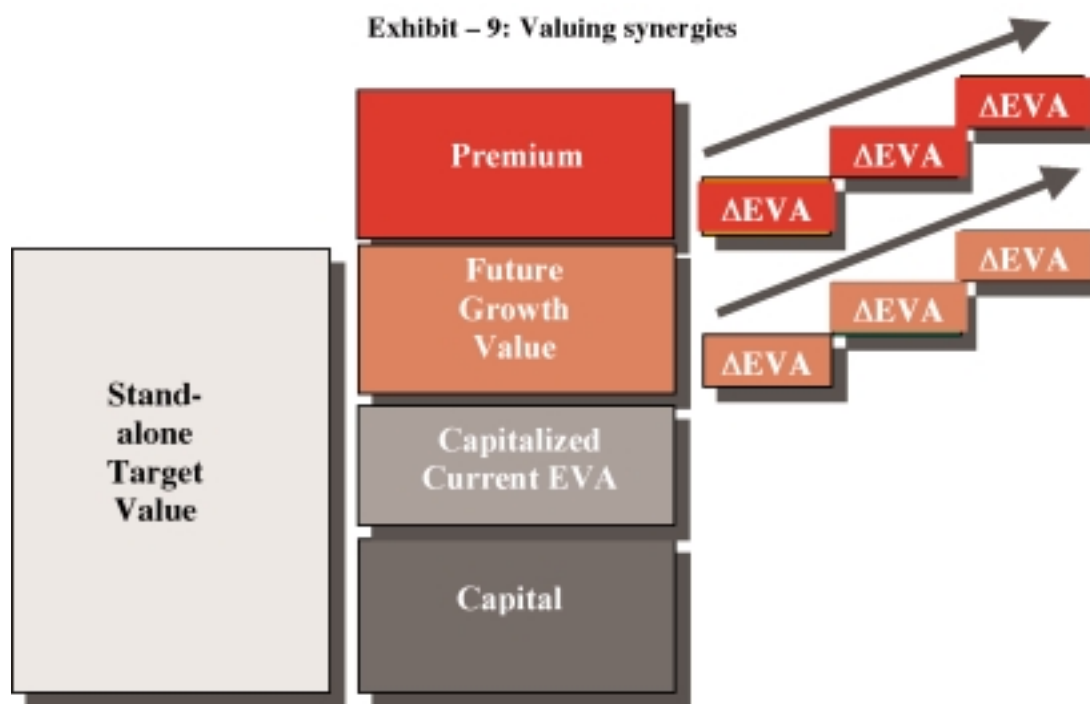 Exhibit – 9: Valuing synergies
Premium
ΔEVA
ΔEVA
ΔEVA
Future
Growth
Value
ΔEVA
ΔEVA
ΔEVA
Stand-
alone
Target
Value
Capitalized
Current EVA
Capital